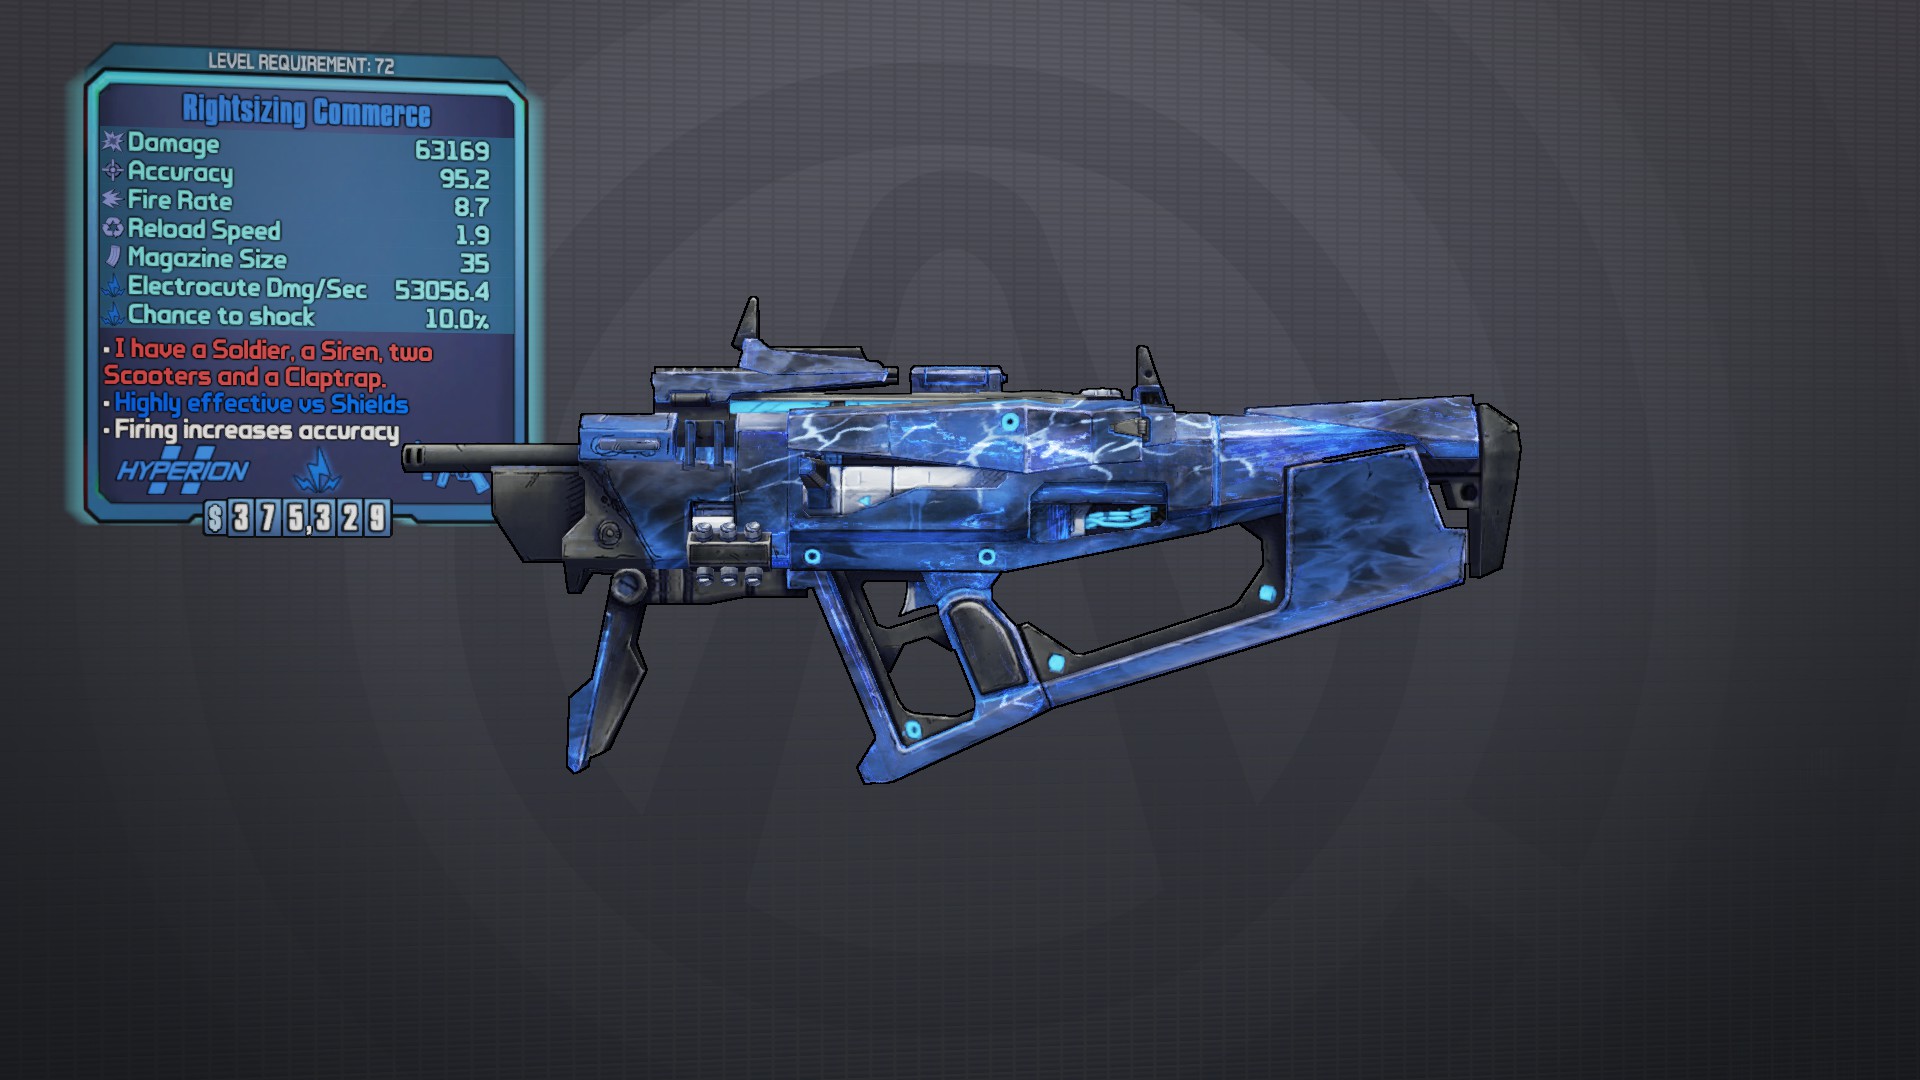 LEVEL REQUIREMENT: 72
Rightsizing Commerce
Damage 63169
Accuracy 95.2
Fire Rate 8.7
Reload Speed 1.9
Magazine Size 35
Electrocute Dmg/Sec 53056.4
Chance to shock 10.0%
• I have a Soldier, a Siren, two
Scooters and a Claptrap.
• Highly effective vs Shields
• Firing increases accuracy
HYPERION
$375,329